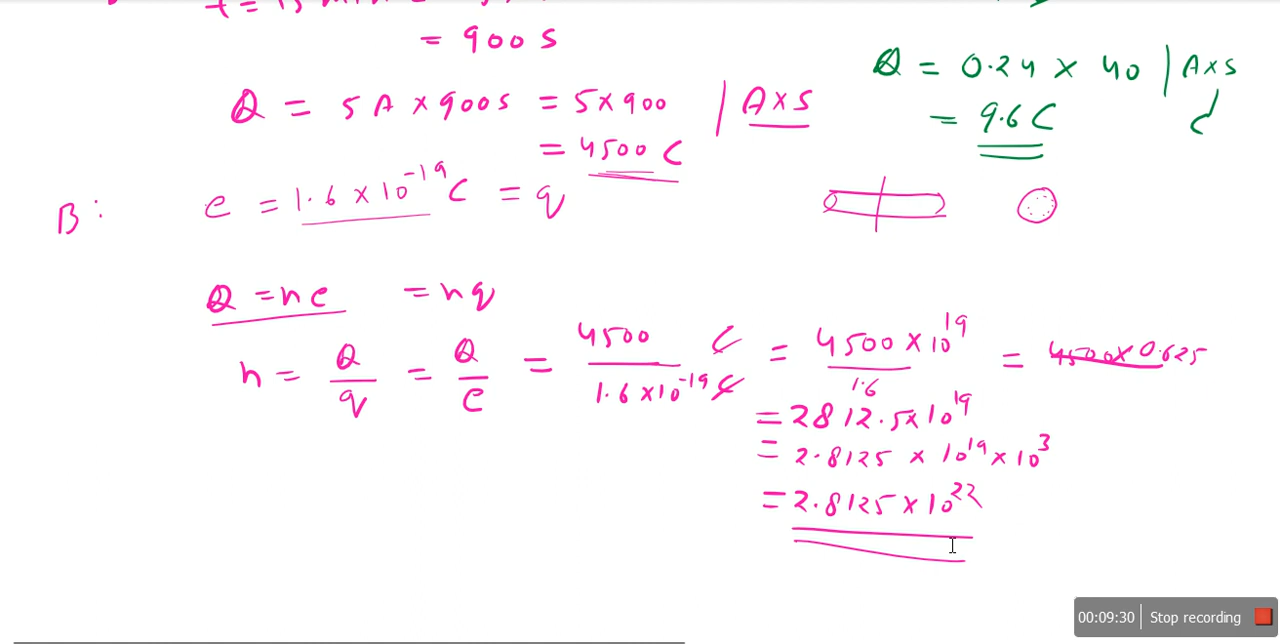 t = 15 min =
= 900 s
Q = 5 A × 900 s = 5 × 900 | A × S
= 4500 C
Q = 0.24 × 40 | A × S
= 9.6 C
C
B: e = 1.6 × 10⁻¹⁹ C = q
Q = ne = nq
n = Q/q = Q/e = 4500 C / 1.6 × 10⁻¹⁹ C = 4500 × 10¹⁹ / 1.6 = 4500 × 0.625
= 2812.5 × 10¹⁹
= 2.8125 × 10¹⁹ × 10³
= 2.8125 × 10²²
00:09:30 Stop recording